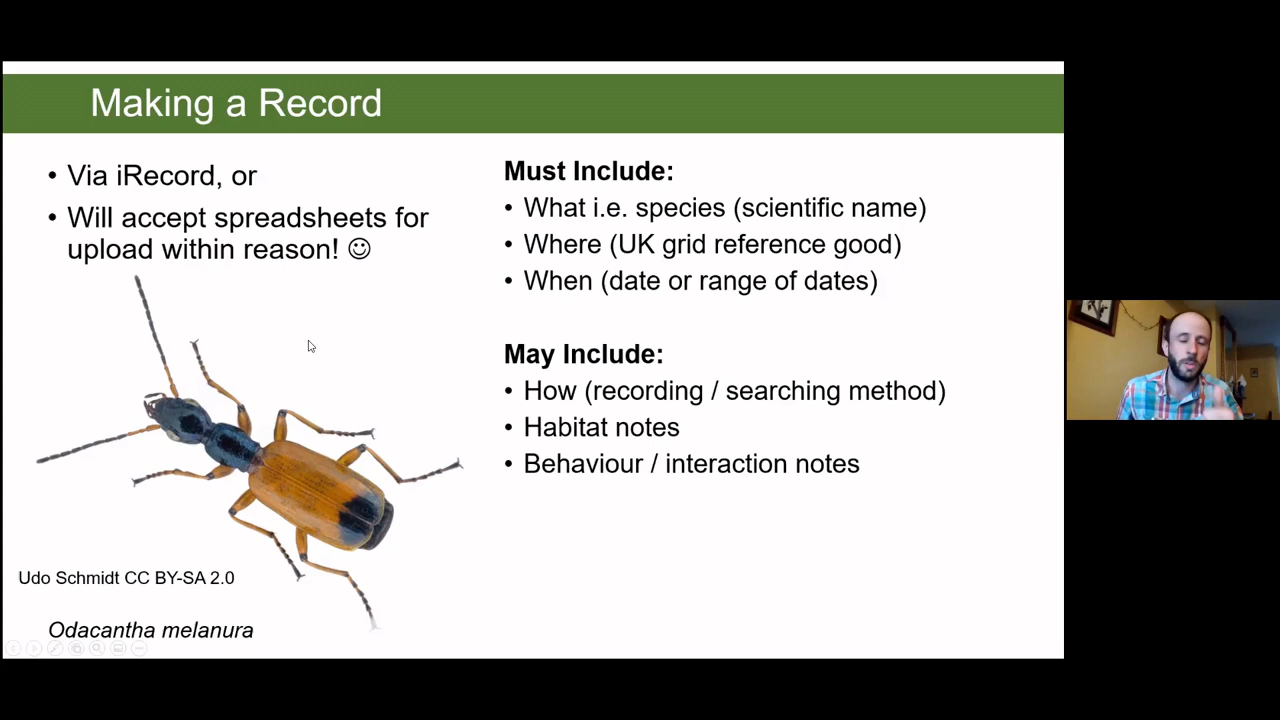 Making a Record
• Via iRecord, or
• Will accept spreadsheets for
upload within reason! ☺
Must Include:
• What i.e. species (scientific name)
• Where (UK grid reference good)
• When (date or range of dates)
May Include:
• How (recording / searching method)
• Habitat notes
• Behaviour / interaction notes
Udo Schmidt CC BY-SA 2.0
Odacantha melanura